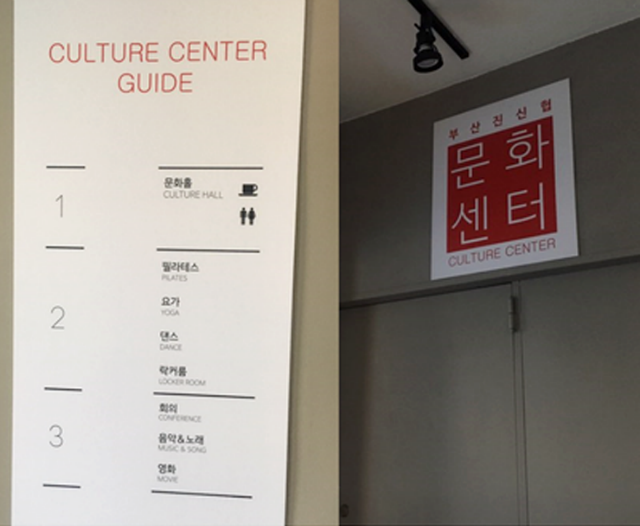 CULTURE CENTER
GUIDE
1
문화홀
CULTURE HALL
2
필라테스
PILATES
요가
YOGA
댄스
DANCE
락커룸
LOCKER ROOM
3
회의
CONFERENCE
음악&노래
MUSIC & SONG
영화
MOVIE
부산진신협
문화
센터
CULTURE CENTER